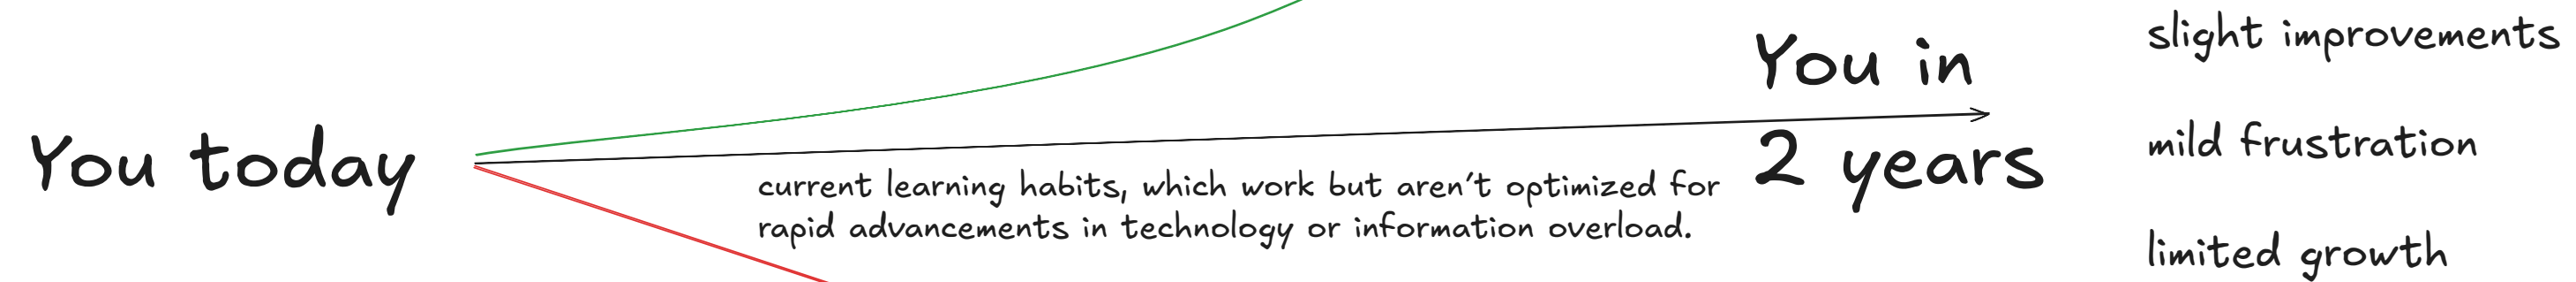 You today
current learning habits, which work but aren't optimized for
rapid advancements in technology or information overload.
You in
2 years
slight improvements
mild frustration
limited growth